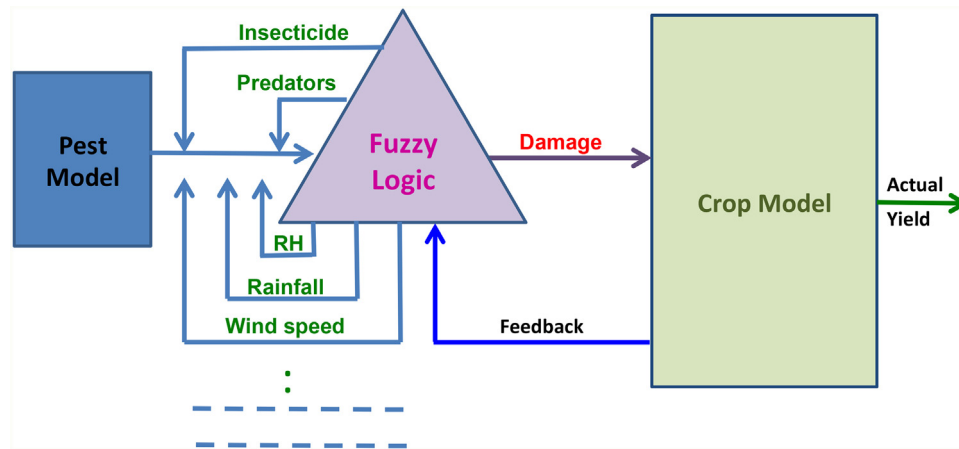 Insecticide
Predators
Pest
Model
Fuzzy
Logic
Damage
Crop Model
Actual
Yield
RH
Rainfall
Wind speed
Feedback
: